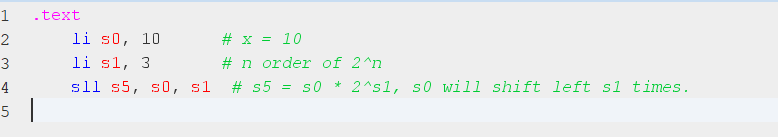 1 .text
2 li s0, 10 # x = 10
3 li s1, 3 # n order of 2^n
4 sll s5, s0, s1 # s5 = s0 * 2^s1, s0 will shift left s1 times.
5